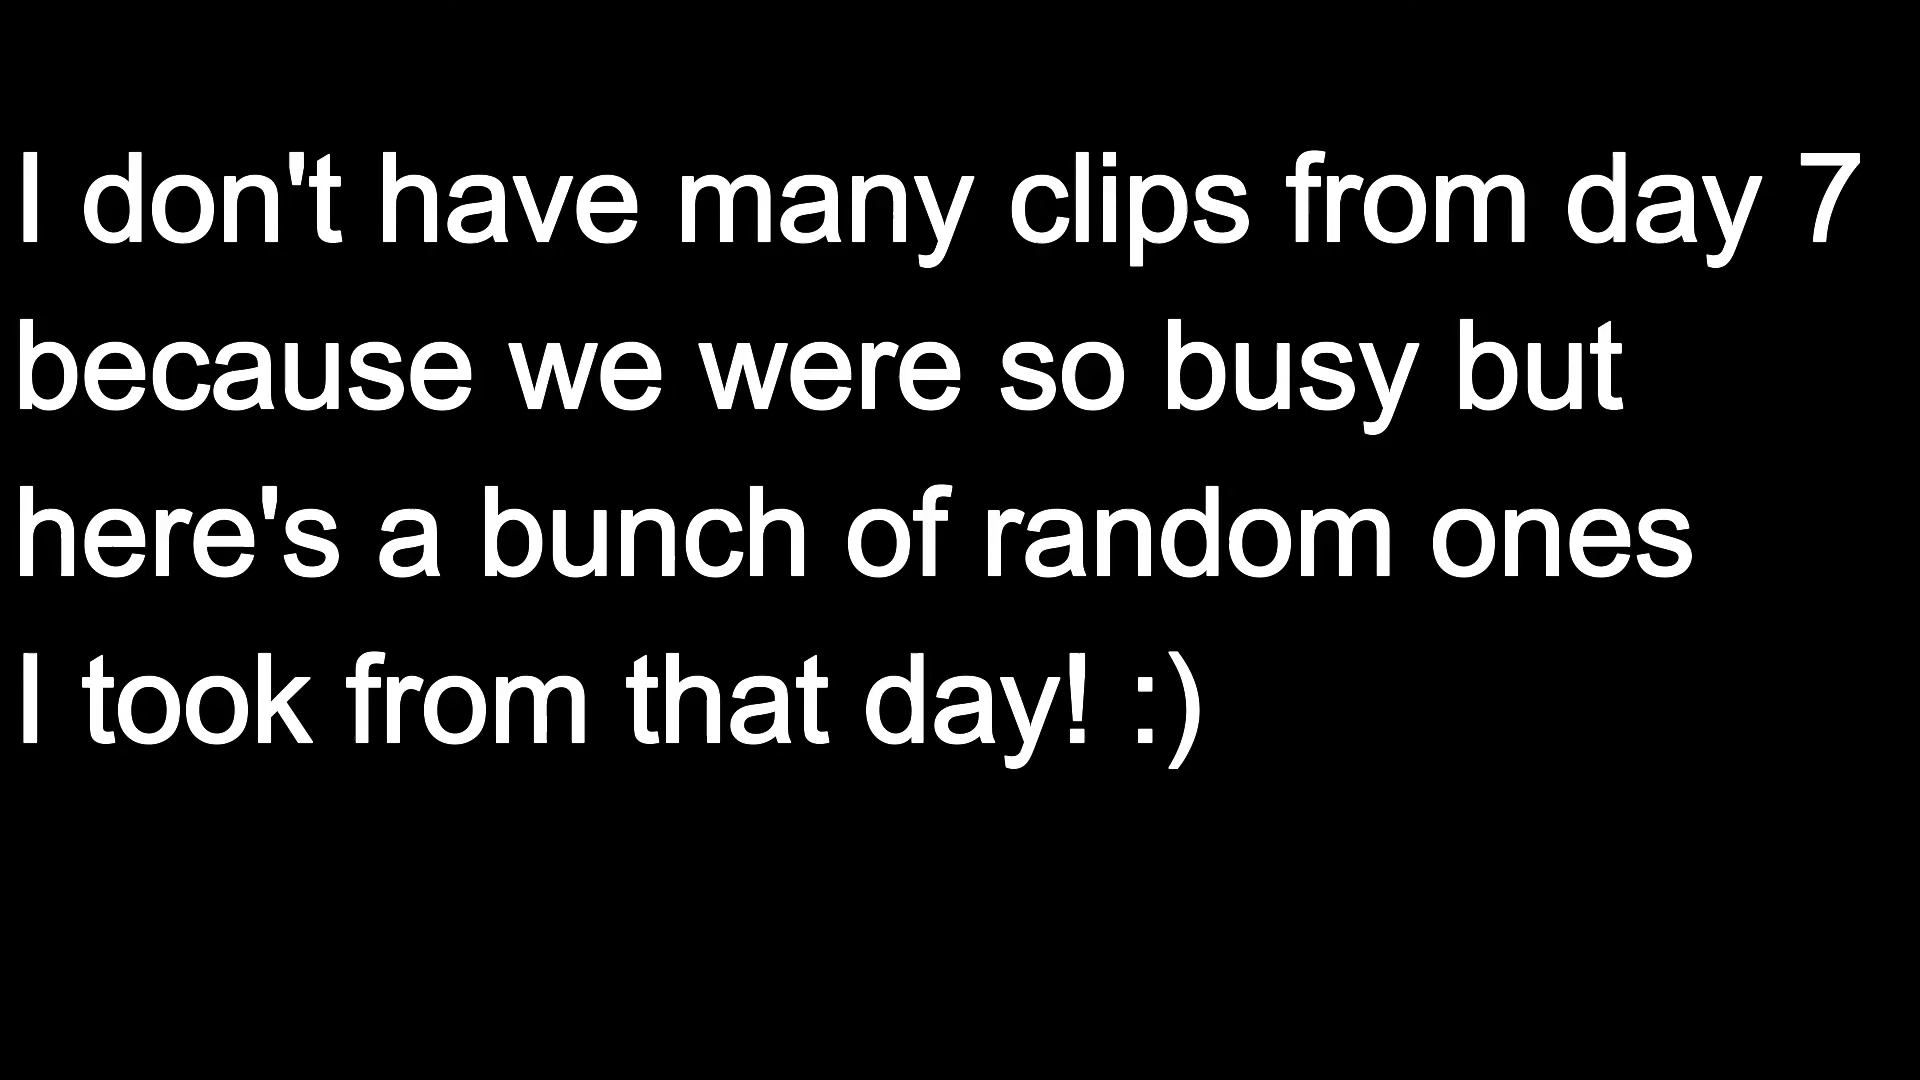 I don't have many clips from day 7
because we were so busy but
here's a bunch of random ones
I took from that day! :)